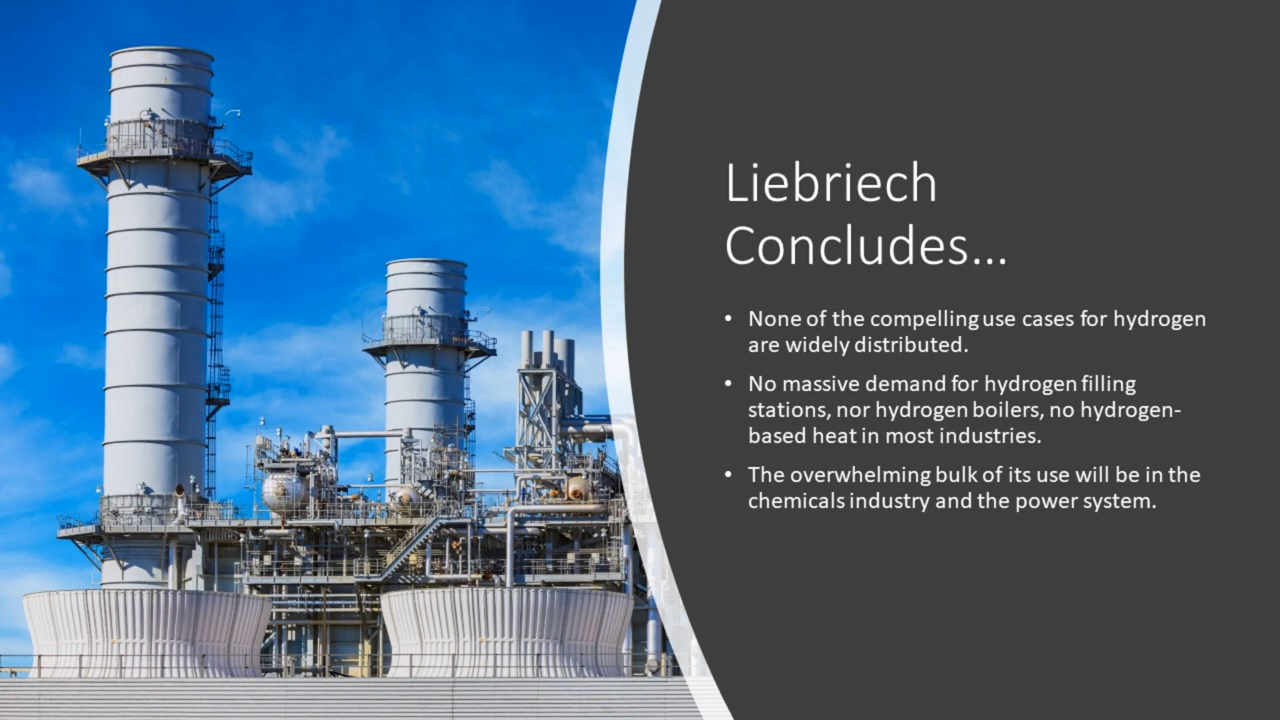 Liebriech
Concludes…
• None of the compelling use cases for hydrogen
are widely distributed.
• No massive demand for hydrogen filling
stations, nor hydrogen boilers, no hydrogen-
based heat in most industries.
• The overwhelming bulk of its use will be in the
chemicals industry and the power system.